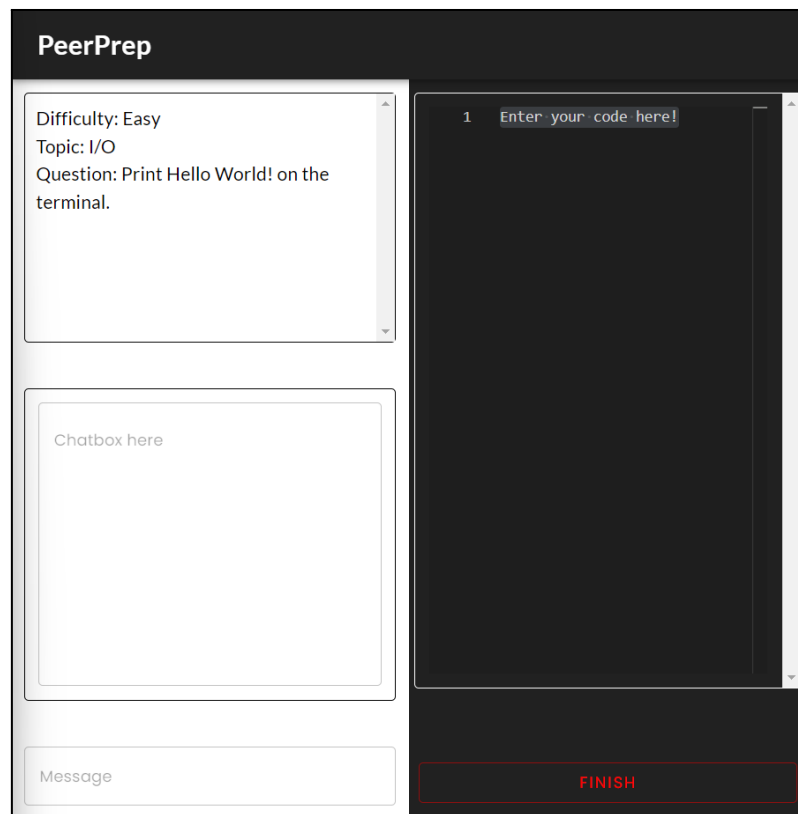 PeerPrep
Difficulty: Easy
Topic: I/O
Question: Print Hello World! on the
terminal.
Chatbox here
Message
1 Enter your code here!
FINISH